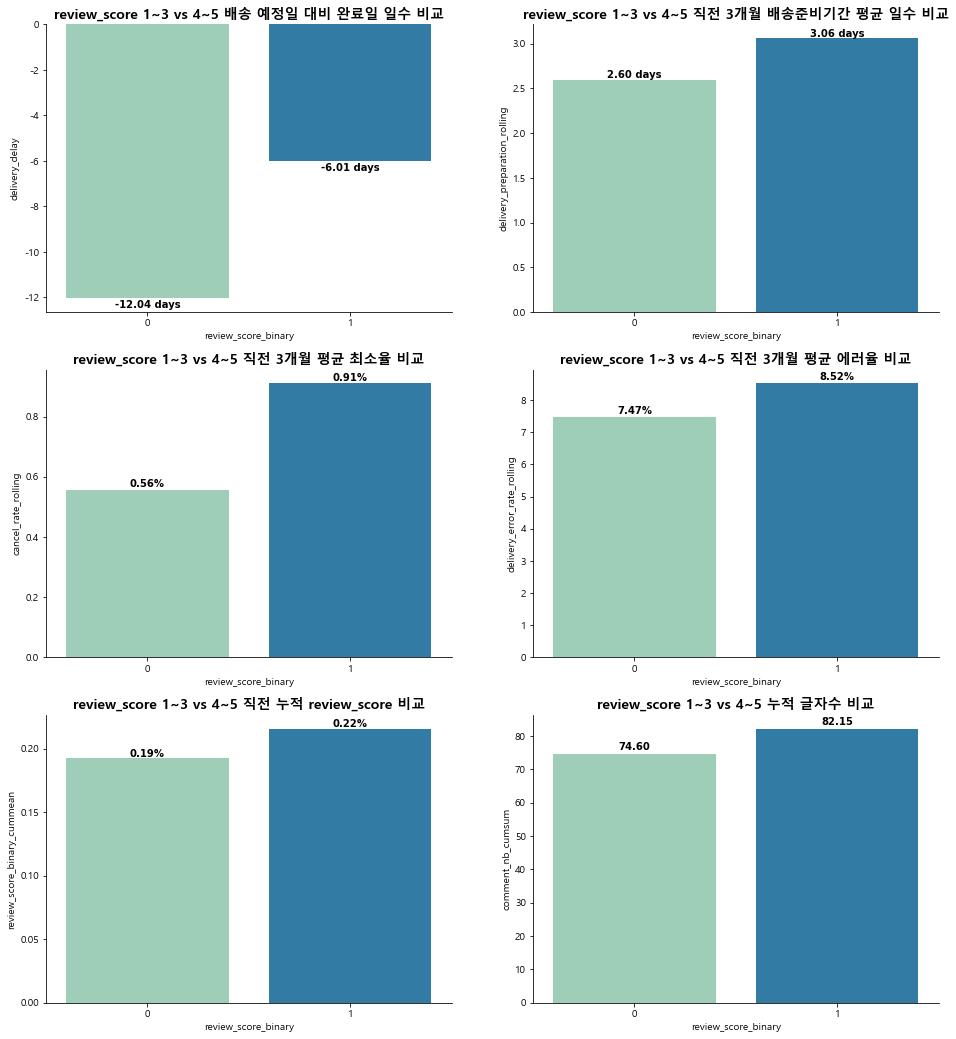 review_score 1~3 vs 4~5 배송 예정일 대비 완료일 일수 비교
0
-2
-4
-6
-8
-10
-12
delivery_delay
-12.04 days
-6.01 days
0
1
review_score_binary
review_score 1~3 vs 4~5 직전 3개월 배송준비기간 평균 일수 비교
3.0
2.5
2.0
1.5
1.0
0.5
0.0
delivery_preparation_rolling
2.60 days
3.06 days
0
1
review_score_binary
review_score 1~3 vs 4~5 직전 3개월 평균 최소율 비교
0.8
0.6
0.4
0.2
0.0
cancel_rate_rolling
0.56%
0.91%
0
1
review_score_binary
review_score 1~3 vs 4~5 직전 3개월 평균 에러율 비교
8
7
6
5
4
3
2
1
0
delivery_error_rate_rolling
7.47%
8.52%
0
1
review_score_binary
review_score 1~3 vs 4~5 직전 누적 review_score 비교
0.20
0.15
0.10
0.05
0.00
review_score_binary_cummean
0.19%
0.22%
0
1
review_score_binary
review_score 1~3 vs 4~5 누적 글자수 비교
80
70
60
50
40
30
20
10
0
comment_nb_cumsum
74.60
82.15
0
1
review_score_binary